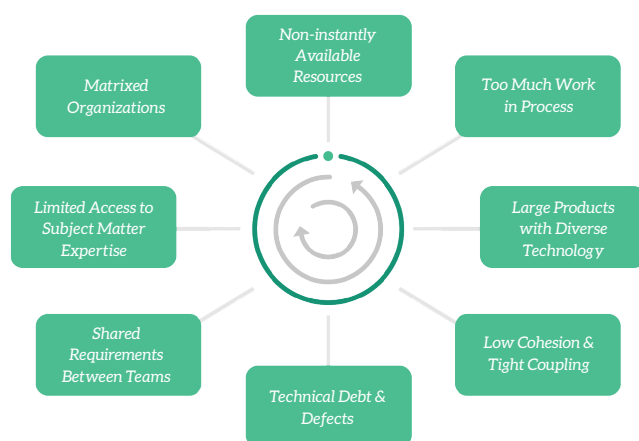 Non-instantly
Available
Resources
Matrixed
Organizations
Too Much Work
in Process
Limited Access to
Subject Matter
Expertise
Large Products
with Diverse
Technology
Shared
Requirements
Between Teams
Low Cohesion &
Tight Coupling
Technical Debt &
Defects